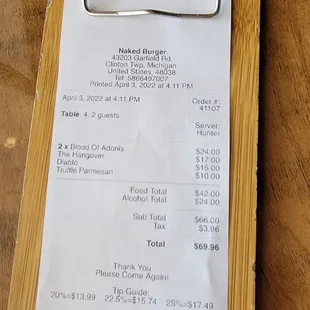 Naked Burger
43203 Garfield Rd.
Clinton Twp, Michigan
United States, 48038
Tel: 5866497007
Printed April 3, 2022 at 4:11 PM
April 3, 2022 at 4:11 PM
Order #:
41107
Table: 4, 2 guests
Server:
Hunter
2 x Blood Of Adonis $24.00
The Hangover $17.00
Diablo $15.00
Truffle Parmesan $10.00
Food Total $42.00
Alcohol Total $24.00
Sub Total $66.00
Tax $3.96
Total $69.96
Thank You
Please Come Again!
Tip Guide:
20%=$13.99 22.5%=$15.74 25%=$17.49